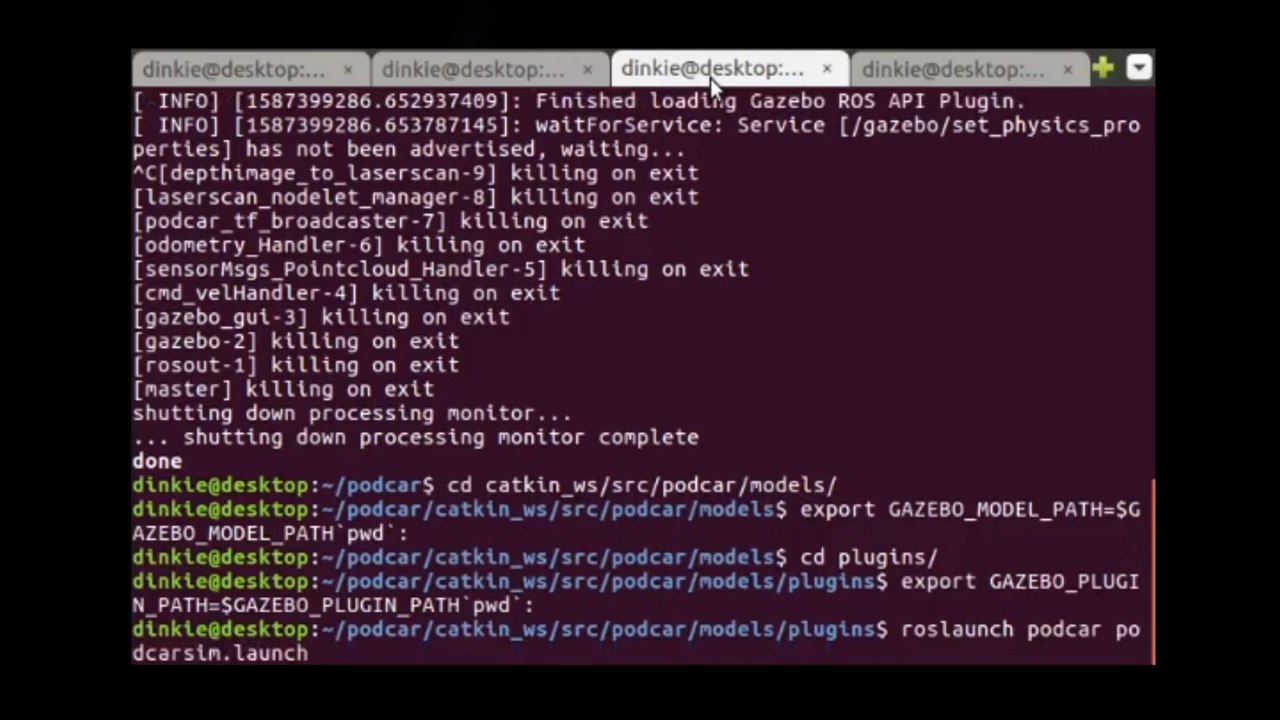 dinkie@desktop:... × dinkie@desktop:... × dinkie@desktop:... × dinkie@desktop:... ×
[ INFO] [1587399286.652937409]: Finished loading Gazebo ROS API Plugin.
[ INFO] [1587399286.653787145]: waitForService: Service [/gazebo/set_physics_pro
perties] has not been advertised, waiting...
^C[depthimage_to_laserscan-9] killing on exit
[laserscan_nodelet_manager-8] killing on exit
[podcar_tf_broadcaster-7] killing on exit
[odometry_Handler-6] killing on exit
[sensorMsgs_Pointcloud_Handler-5] killing on exit
[cmd_velHandler-4] killing on exit
[gazebo_gui-3] killing on exit
[gazebo-2] killing on exit
[rosout-1] killing on exit
[master] killing on exit
shutting down processing monitor...
... shutting down processing monitor complete
done
dinkie@desktop:~/podcar$ cd catkin_ws/src/podcar/models/
dinkie@desktop:~/podcar/catkin_ws/src/podcar/models$ export GAZEBO_MODEL_PATH=$G
AZEBO_MODEL_PATH`pwd`:
dinkie@desktop:~/podcar/catkin_ws/src/podcar/models$ cd plugins/
dinkie@desktop:~/podcar/catkin_ws/src/podcar/models/plugins$ export GAZEBO_PLUGI
N_PATH=$GAZEBO_PLUGIN_PATH`pwd`:
dinkie@desktop:~/podcar/catkin_ws/src/podcar/models/plugins$ roslaunch podcar po
dcarsim.launch